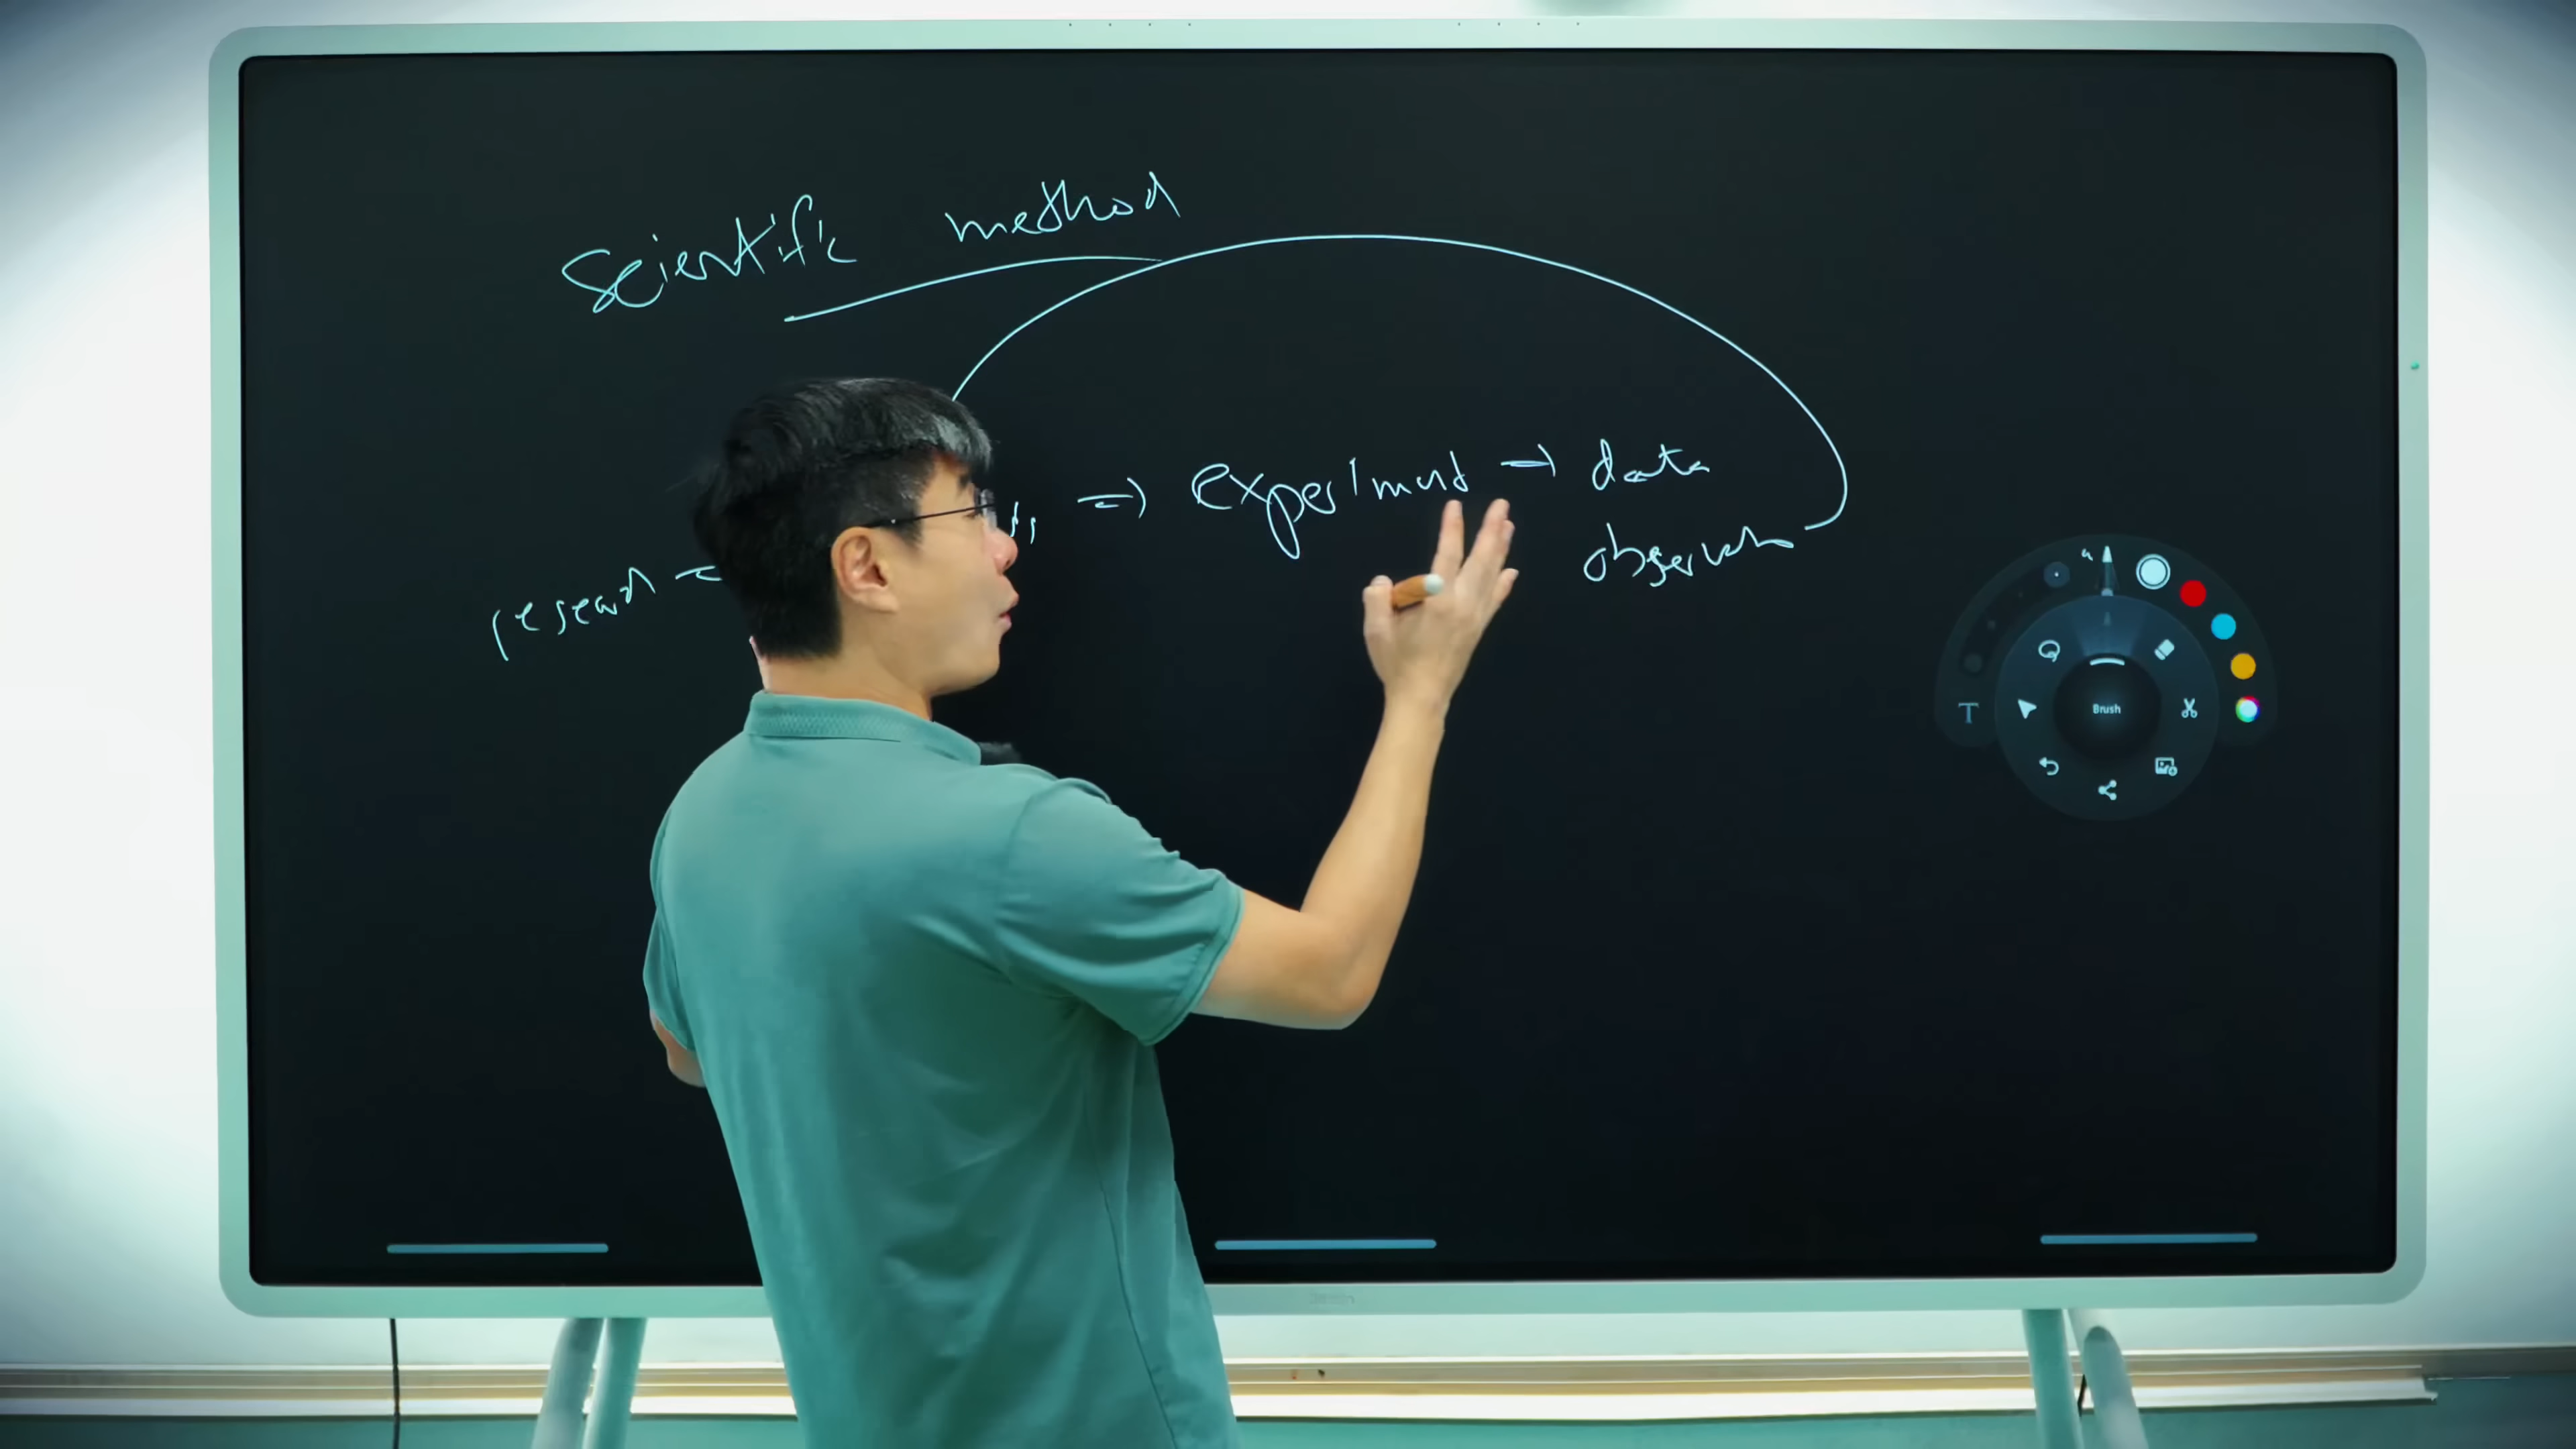 scientific method
research → ⇒ experiment → data
observation
T
Brush